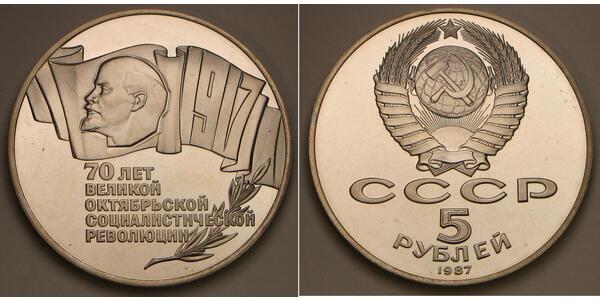 1917
70 ЛЕТ
ВЕЛИКОЙ
ОКТЯБРЬСКОЙ
СОЦИАЛИСТИЧЕСКОЙ
РЕВОЛЮЦИИ
СССР
5
РУБЛЕЙ
1987